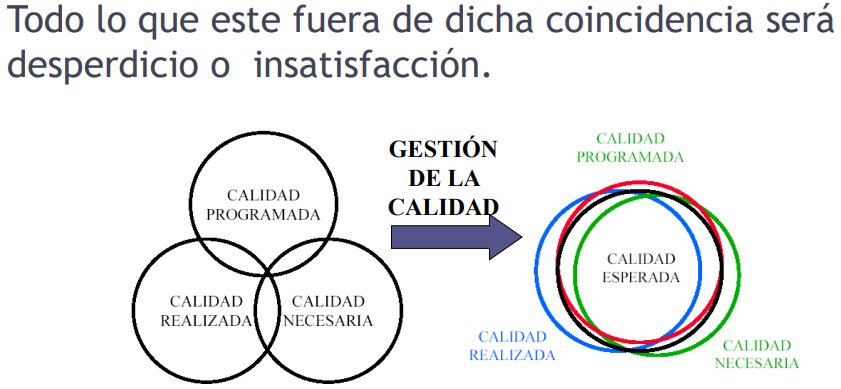 Todo lo que este fuera de dicha coincidencia será
desperdicio o  insatisfacción.
CALIDAD
PROGRAMADA
CALIDAD
REALIZADA
CALIDAD
NECESARIA
GESTIÓN
DE LA
CALIDAD
CALIDAD
PROGRAMADA
CALIDAD
ESPERADA
CALIDAD
REALIZADA
CALIDAD
NECESARIA